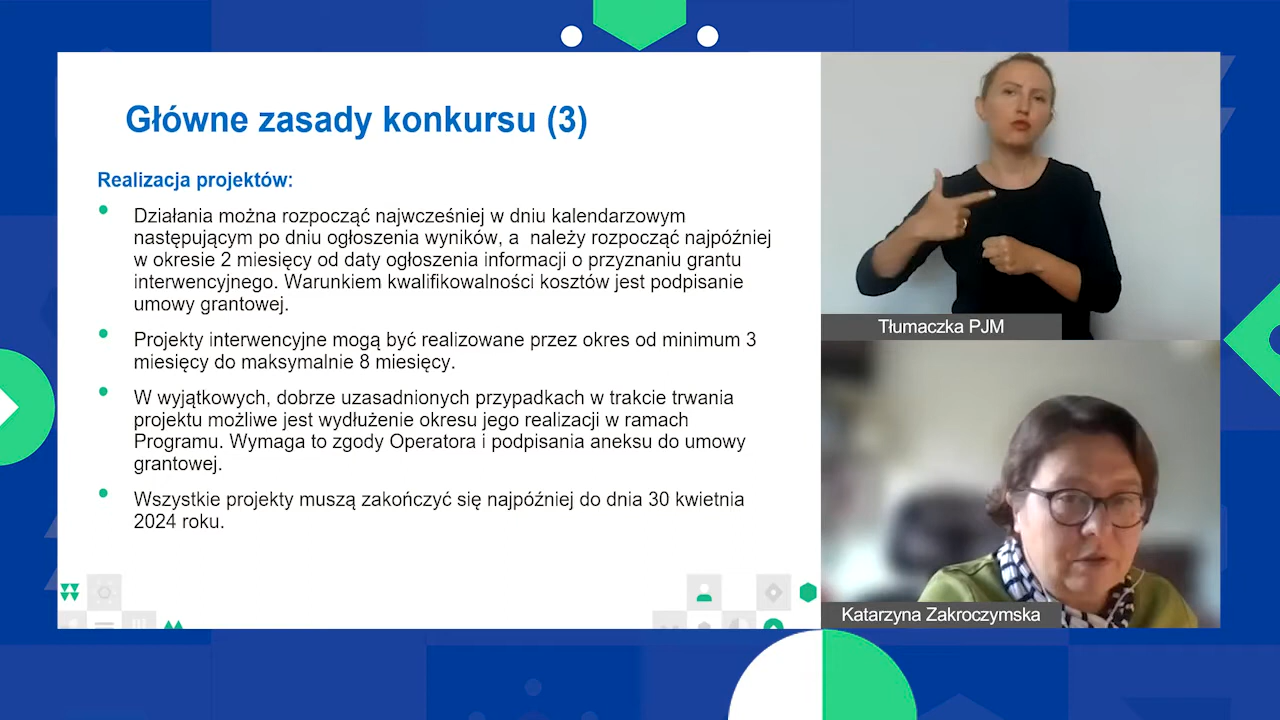 Główne zasady konkursu (3)
Realizacja projektów:
Działania można rozpocząć najwcześniej w dniu kalendarzowym
następującym po dniu ogłoszenia wyników, a należy rozpocząć najpóźniej
w okresie 2 miesięcy od daty ogłoszenia informacji o przyznaniu grantu
interwencyjnego. Warunkiem kwalifikowalności kosztów jest podpisanie
umowy grantowej.
Projekty interwencyjne mogą być realizowane przez okres od minimum 3
miesięcy do maksymalnie 8 miesięcy.
W wyjątkowych, dobrze uzasadnionych przypadkach w trakcie trwania
projektu możliwe jest wydłużenie okresu jego realizacji w ramach
Programu. Wymaga to zgody Operatora i podpisania aneksu do umowy
grantowej.
Wszystkie projekty muszą zakończyć się najpóźniej do dnia 30 kwietnia
2024 roku.
Tłumaczka PJM
Katarzyna Zakroczymska